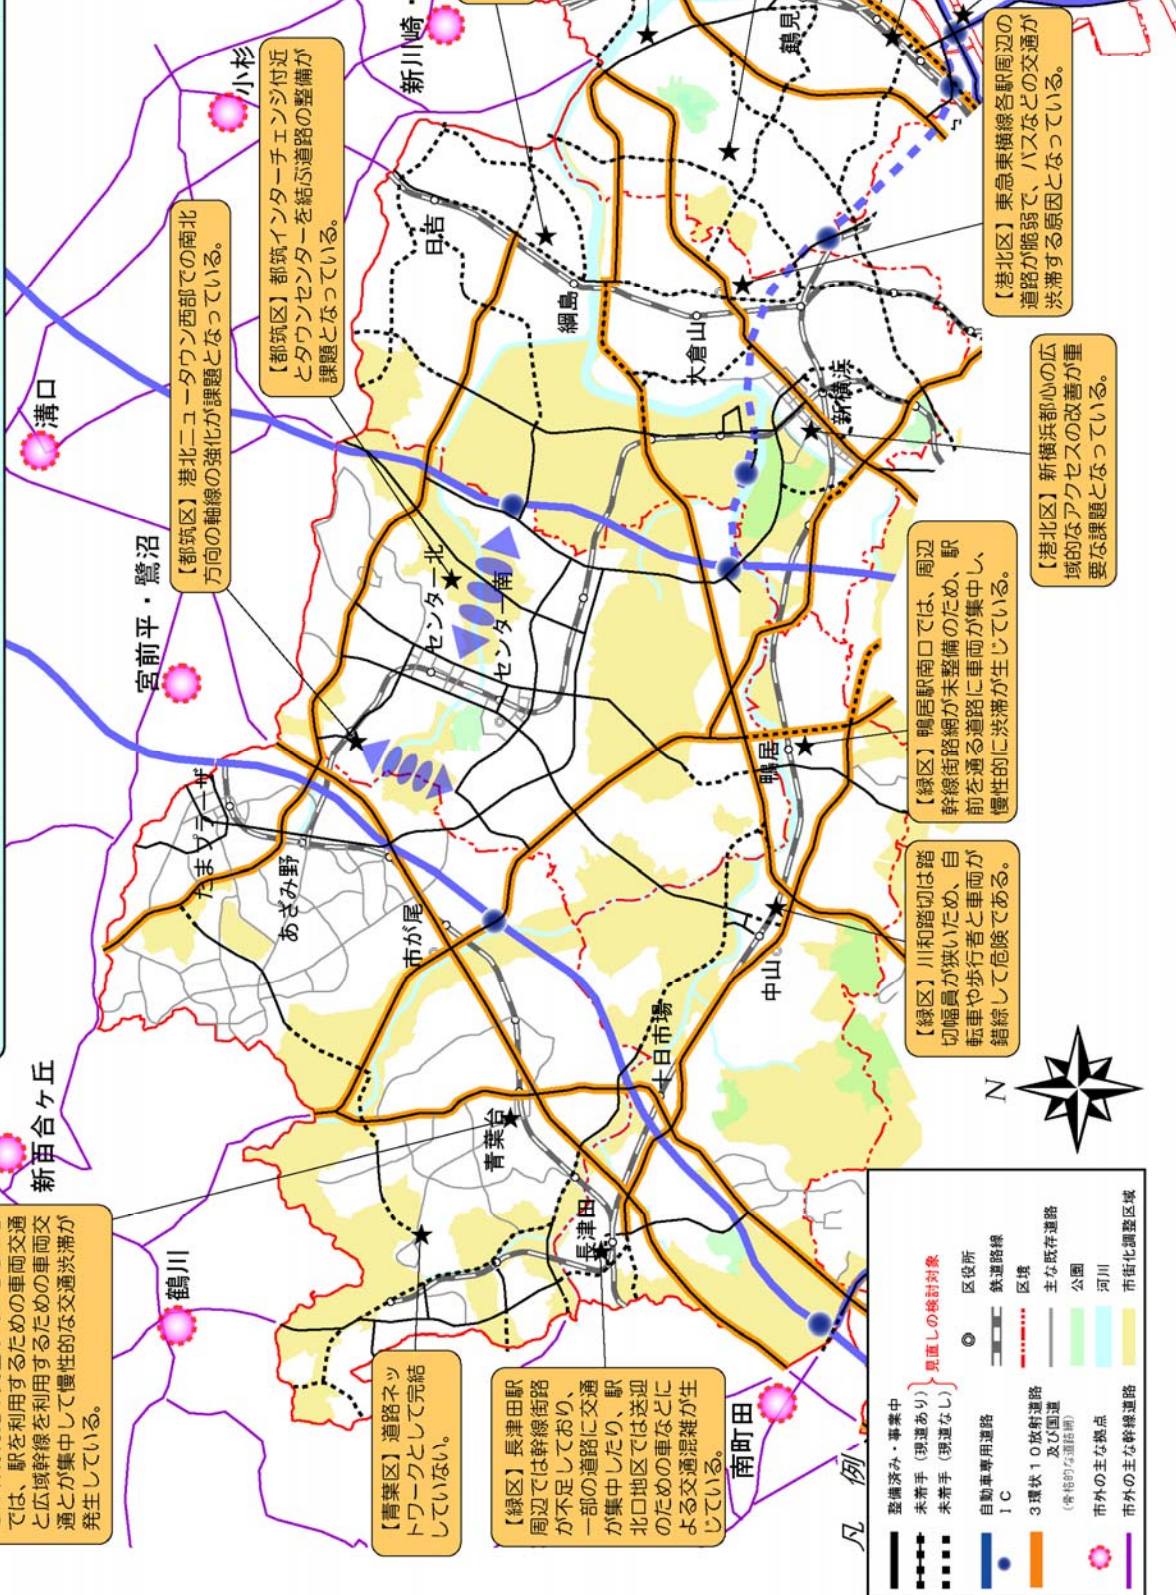 新百合ヶ丘
鶴川
南町田
宮前平・鷺沼
溝口
小杉
新川崎・
では、駅を利用するための車両交通
と広域幹線を利用するための車両交
通とが集中して慢性的な交通渋滞が
発生している。
【青葉区】道路ネッ
トワークとして完結
していない。
【緑区】長津田駅
周辺では幹線街路
が不足しており、
一部の道路に交通
が集中したり、駅
北口地区では送迎
のための車などに
よる交通混雑が生
じている。
【都筑区】港北ニュータウン西部での南北
方向の軸線の強化が課題となっている。
【都筑区】都筑インターチェンジ付近
とタウンセンターを結ぶ道路の整備が
課題となっている。
たまプラーザ
あざみ野
市が尾
青葉台
長津田
十日市場
中山
鴨居
センター北
センター南
日吉
綱島
大倉山
新横浜
鶴見
【緑区】川和踏切は踏
切幅員が狭いため、自
転車や歩行者と車両が
錯綜して危険である。
【緑区】鴨居駅南口では、周辺
幹線街路網が未整備のため、駅
前を通る道路に車両が集中し、
慢性的に渋滞が生じている。
【港北区】新横浜都心の広
域的なアクセスの改善が重
要な課題となっている。
【港北区】東急東横線各駅周辺の
道路が脆弱で、バスなどの交通が
渋滞する原因となっている。
N
凡例
整備済み・事業中
未着手(現道あり)
未着手(現道なし)
見直しの検討対象
自動車専用道路
IC
3環状10放射道路
及び国道
(骨格的な道路網)
市外の主な拠点
市外の主な幹線道路
区役所
鉄道路線
区境
主な既存道路
公園
河川
市街化調整区域